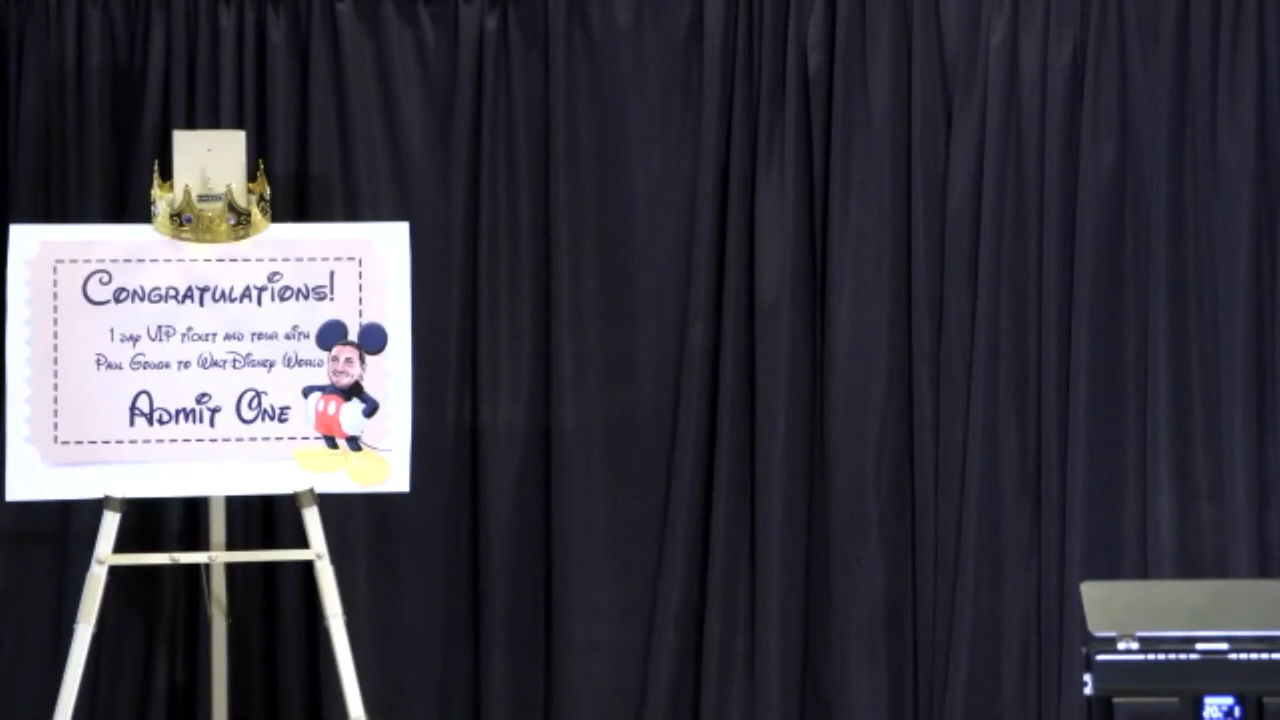 Congratulations!
1 day VIP ticket and tour with
Paul Gough to Walt Disney World
Admit One